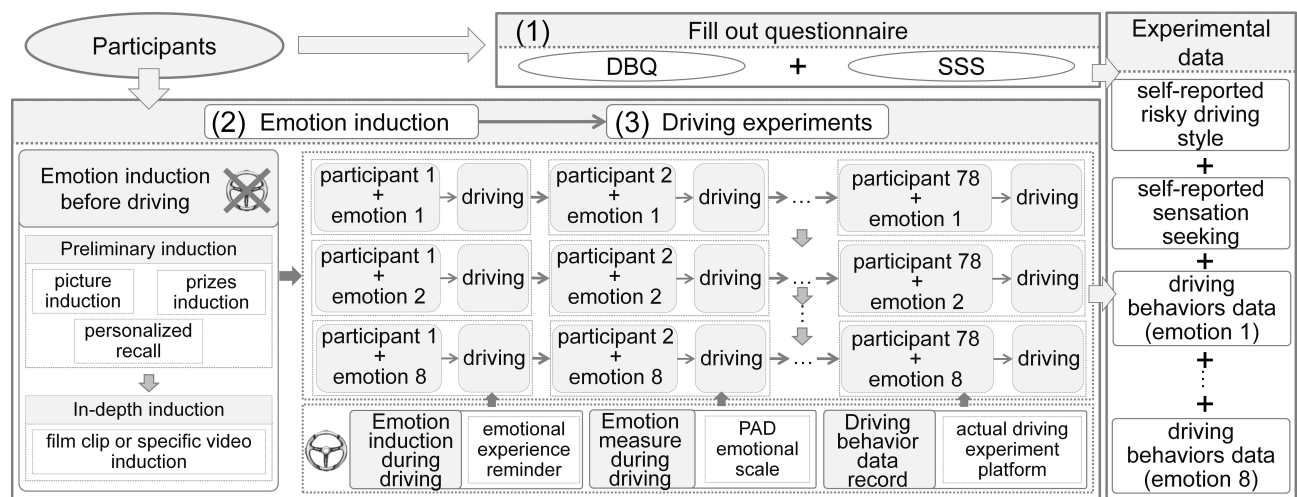 Participants
(1) Fill out questionnaire
DBQ + SSS
(2) Emotion induction
(3) Driving experiments
Emotion induction
before driving
Preliminary induction
picture
induction
prizes
induction
personalized
recall
In-depth induction
film clip or specific video
induction
participant 1
+
emotion 1
driving
participant 2
+
emotion 1
driving
...
participant 78
+
emotion 1
driving
participant 1
+
emotion 2
driving
participant 2
+
emotion 2
driving
...
participant 78
+
emotion 2
driving
participant 1
+
emotion 8
driving
participant 2
+
emotion 8
driving
...
participant 78
+
emotion 8
driving
Emotion
induction
during
driving
emotional
experience
reminder
Emotion
measure
during
driving
PAD
emotional
scale
Driving
behavior
data
record
actual driving
experiment
platform
Experimental
data
self-reported
risky driving
style
+
self-reported
sensation
seeking
+
driving
behaviors data
(emotion 1)
+
+
driving
behaviors data
(emotion 8)